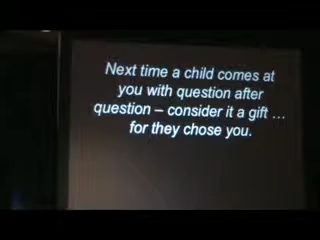 Next time a child comes at
you with question after
question – consider it a gift …
for they chose you.